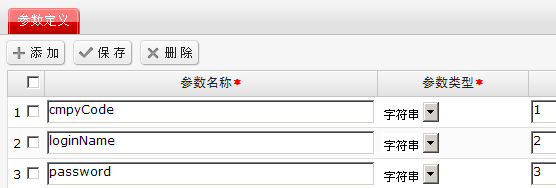 参数定义
添加 保存 删除
参数名称* 参数类型*
1 cmpyCode 字符串 1
2 loginName 字符串 2
3 password 字符串 3